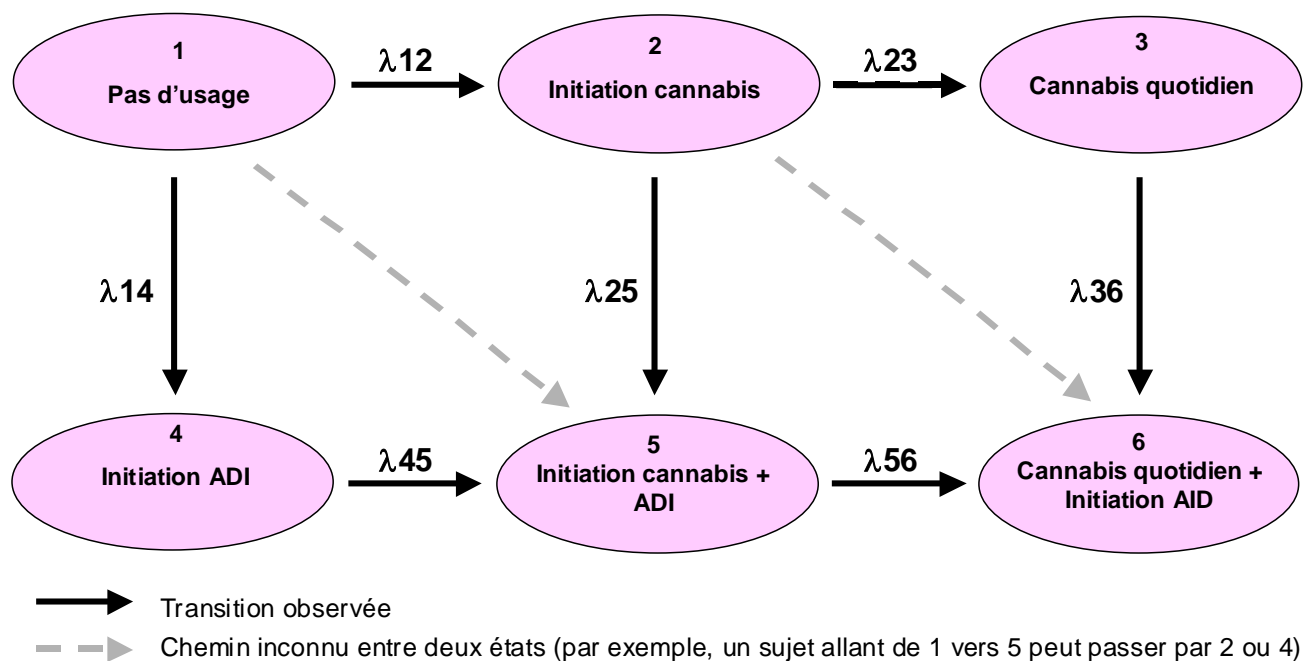 1
Pas d'usage
λ12
2
Initiation cannabis
λ23
3
Cannabis quotidien
λ14
λ25
λ36
4
Initiation ADI
λ45
5
Initiation cannabis +
ADI
λ56
6
Cannabis quotidien +
Initiation AID
Transition observée
Chemin inconnu entre deux états (par exemple, un sujet allant de 1 vers 5 peut passer par 2 ou 4)